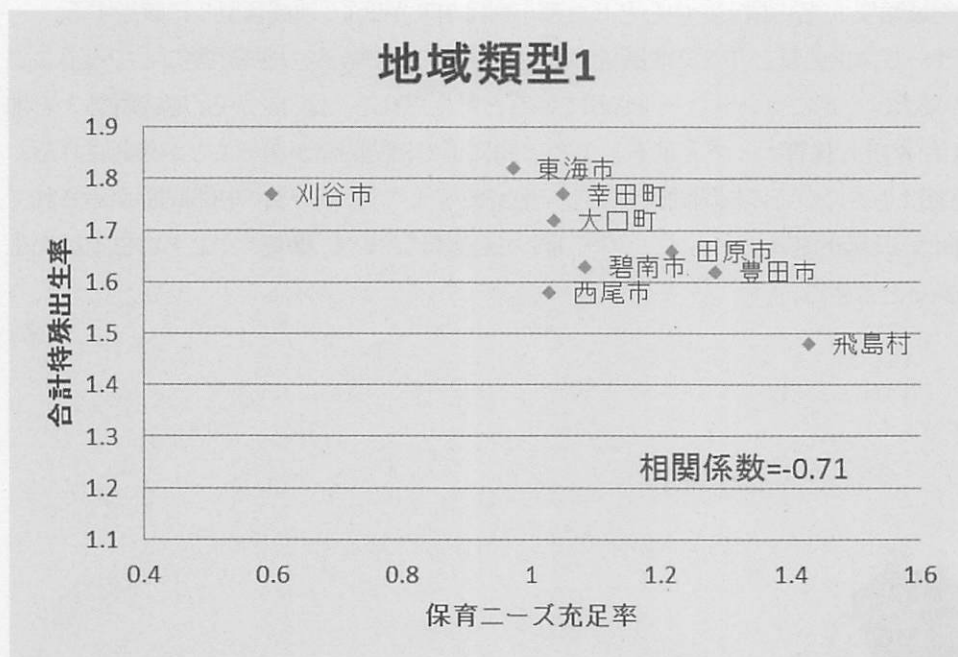 地域類型1
合計特殊出生率
1.9
1.8
1.7
1.6
1.5
1.4
1.3
1.2
1.1
東海市
刈谷市
幸田町
大口町
田原市
碧南市
豊田市
西尾市
飛島村
相関係数=-0.71
0.4 0.6 0.8 1 1.2 1.4 1.6
保育ニーズ充足率